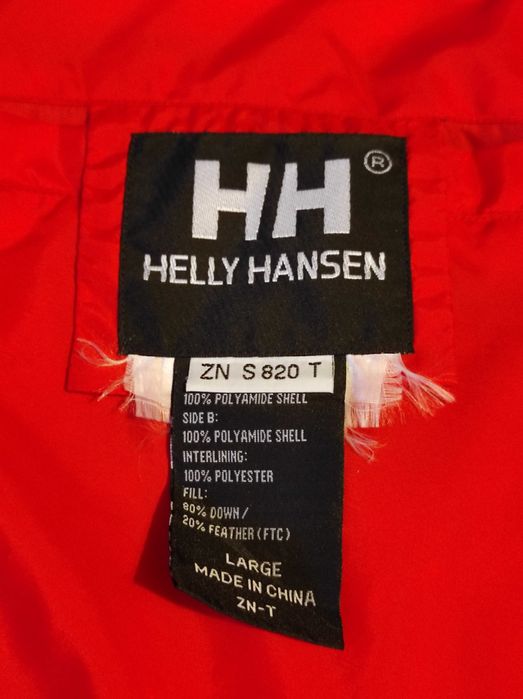 HH®
HELLY HANSEN
ZN S820 T
100% POLYAMIDE SHELL
SIDE B:
100% POLYAMIDE SHELL
INTERLINING:
100% POLYESTER
FILL:
80% DOWN/
20% FEATHER (FTC)
LARGE
MADE IN CHINA
ZN-T